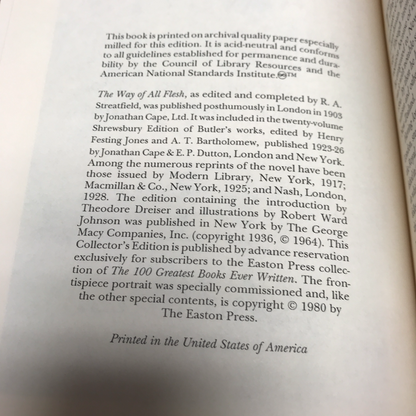 This book is printed on archival quality paper especially
milled for this edition. It is acid-neutral and conforms
to all guidelines established for permanence and dura-
bility by the Council of Library Resources and the
American National Standards Institute.♾™
The Way of All Flesh, as edited and completed by R. A.
Streatfeild, was published posthumously in London in 1903
by Jonathan Cape, Ltd. It was included in the twenty-volume
Shrewsbury Edition of Butler's works, edited by Henry
Festing Jones and A. T. Bartholomew, published 1923-26
by Jonathan Cape & E. P. Dutton, London and New York.
Among the numerous reprints of the novel have been
those issued by Modern Library, New York, 1917;
Macmillan & Co., New York, 1925; and Nash, London,
1928. The edition containing the introduction by
Theodore Dreiser and illustrations by Robert Ward
Johnson was published in New York by The George
Macy Companies, Inc. (copyright 1936, © 1964). This
Collector's Edition is published by advance reservation
exclusively for subscribers to the Easton Press collec-
tion of The 100 Greatest Books Ever Written. The fron-
tispiece portrait was specially commissioned and, like
the other special contents, is copyright © 1980 by
The Easton Press.
Printed in the United States of America